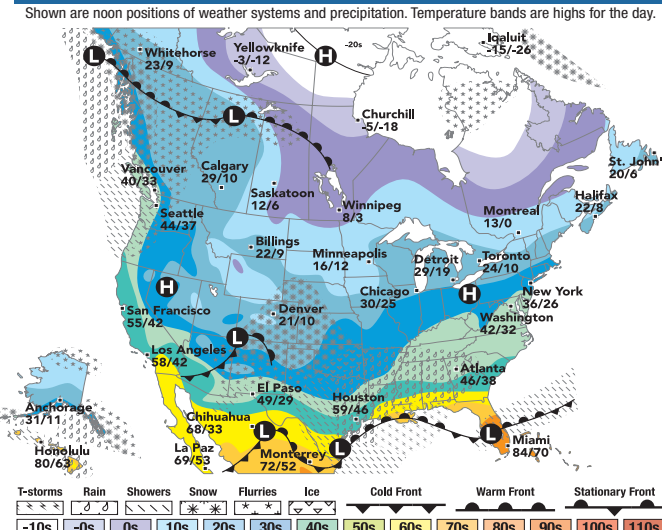 Shown are noon positions of weather systems and precipitation. Temperature bands are highs for the day.
Iqaluit
-15/-26
-20s
H
L
Whitehorse
23/9
Yellowknife
-3/-12
L
Churchill
-5/-18
Vancouver
40/33
Calgary
29/10
St. John'
20/6
Saskatoon
12/6
Winnipeg
8/3
Halifax
22/8
Seattle
44/37
Montreal
13/0
Billings
22/9
Minneapolis
16/12
Detroit
29/19
Toronto
24/10
H
Chicago
30/25
H
New York
36/26
San Francisco
55/42
Denver
21/10
Washington
42/32
L
Los Angeles
58/42
Atlanta
46/38
El Paso
49/29
Houston
59/46
Anchorage
31/11
Chihuahua
68/33
L
L
Miami
84/70
Honolulu
80/63
La Paz
69/53
Monterrey
72/52
L
T-storms Rain Showers Snow Flurries Ice Cold Front Warm Front Stationary Front
-10s -0s 0s 10s 20s 30s 40s 50s 60s 70s 80s 90s 100s 110s